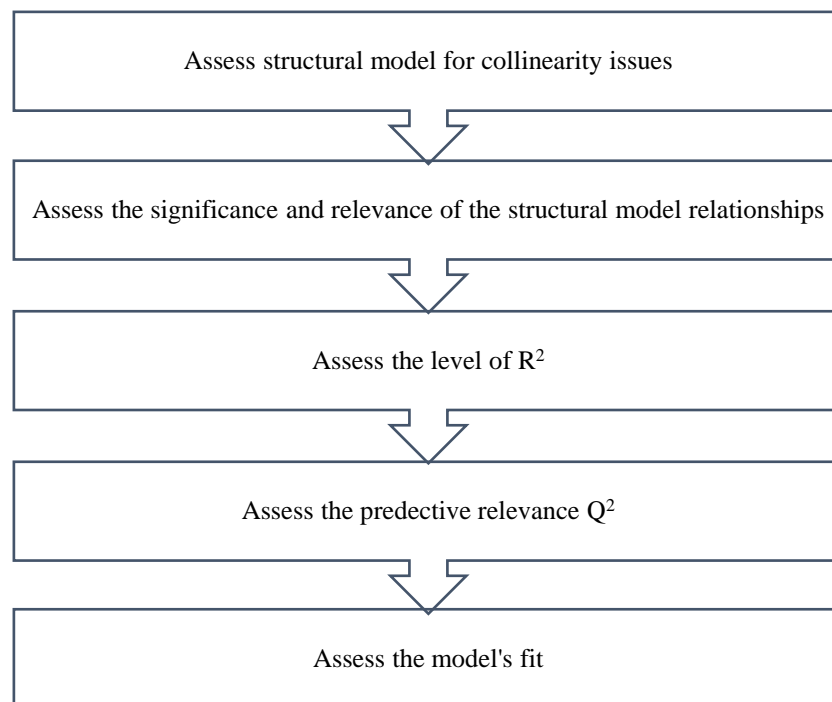 Assess structural model for collinearity issues
Assess the significance and relevance of the structural model relationships
Assess the level of R²
Assess the predective relevance Q²
Assess the model's fit